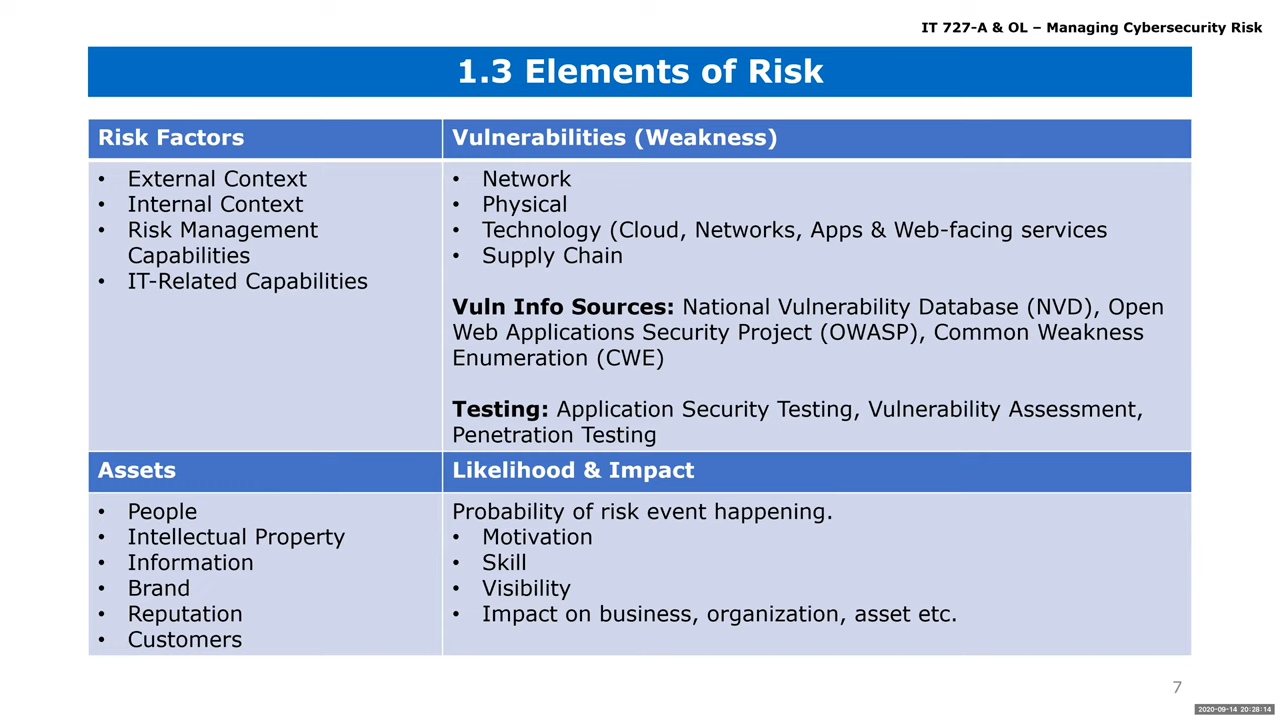 IT 727-A & OL – Managing Cybersecurity Risk
1.3 Elements of Risk
Risk Factors
• External Context
• Internal Context
• Risk Management
Capabilities
• IT-Related Capabilities
Vulnerabilities (Weakness)
• Network
• Physical
• Technology (Cloud, Networks, Apps & Web-facing services
• Supply Chain
Vuln Info Sources: National Vulnerability Database (NVD), Open
Web Applications Security Project (OWASP), Common Weakness
Enumeration (CWE)
Testing: Application Security Testing, Vulnerability Assessment,
Penetration Testing
Assets
• People
• Intellectual Property
• Information
• Brand
• Reputation
• Customers
Likelihood & Impact
Probability of risk event happening.
• Motivation
• Skill
• Visibility
• Impact on business, organization, asset etc.
7
2020-09-14 20:28:14